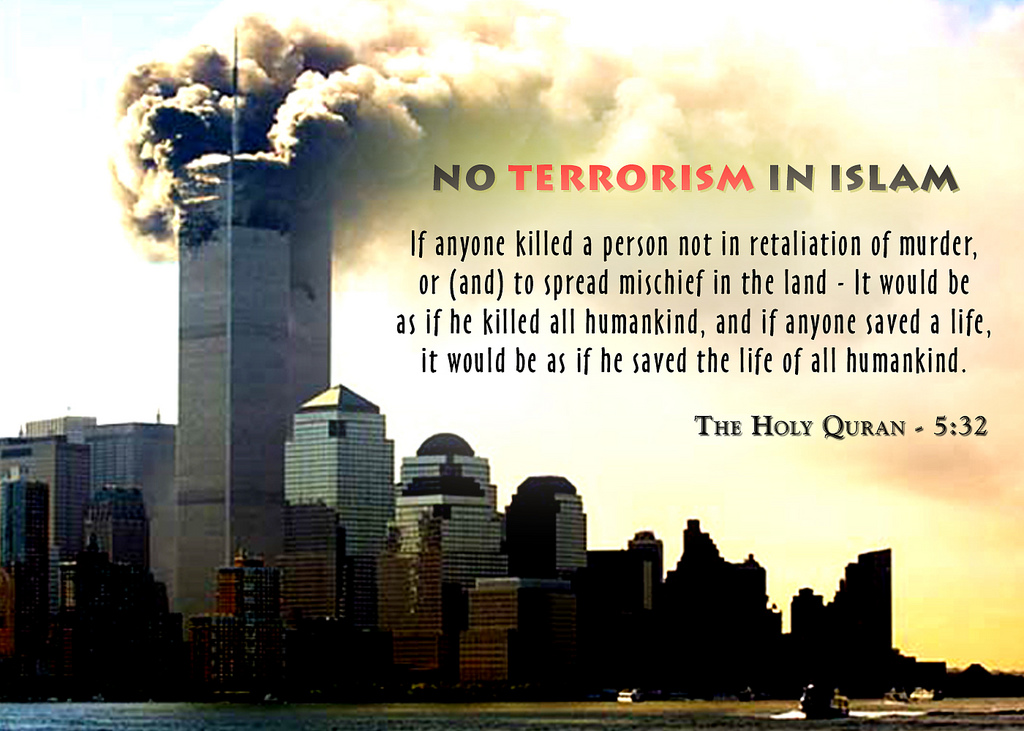 NO TERRORISM IN ISLAM
If anyone killed a person not in retaliation of murder,
or (and) to spread mischief in the land - It would be
as if he killed all humankind, and if anyone saved a life,
it would be as if he saved the life of all humankind.
The Holy Quran - 5:32